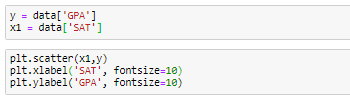 y = data['GPA']
x1 = data['SAT']
plt.scatter(x1,y)
plt.xlabel('SAT', fontsize=10)
plt.ylabel('GPA', fontsize=10)